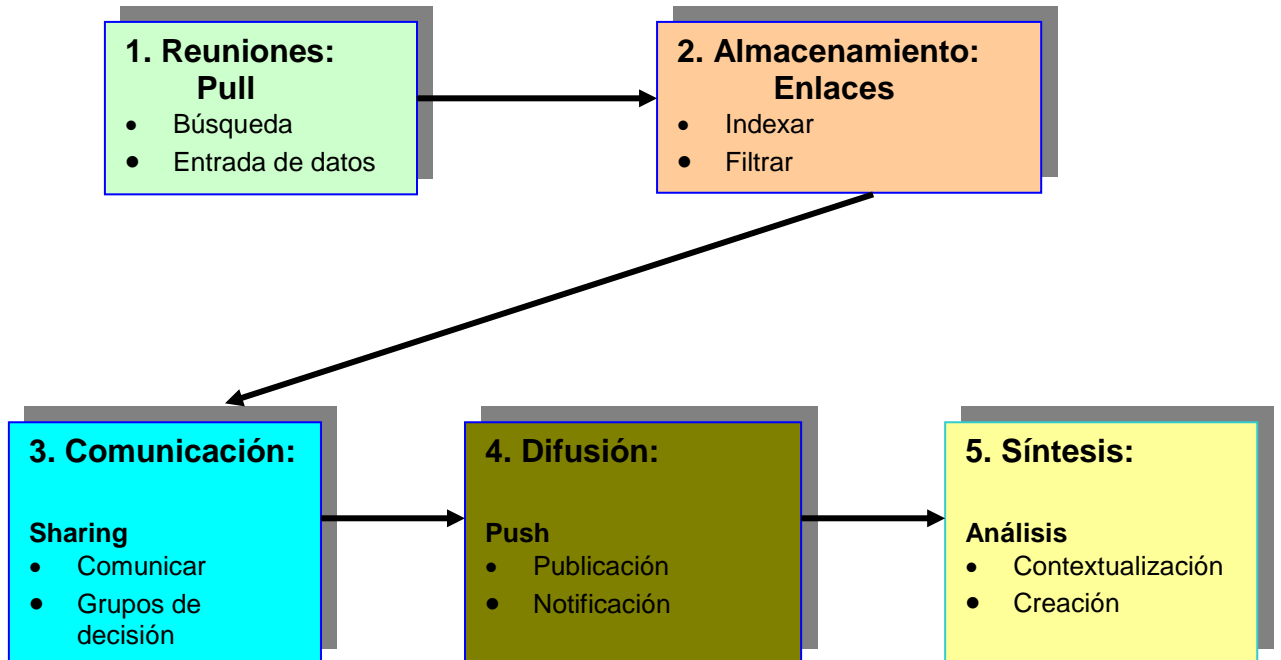 1. Reuniones:
Pull
• Búsqueda
• Entrada de datos
2. Almacenamiento:
Enlaces
• Indexar
• Filtrar
3. Comunicación:
Sharing
• Comunicar
• Grupos de
decisión
4. Difusión:
Push
• Publicación
• Notificación
5. Síntesis:
Análisis
• Contextualización
• Creación